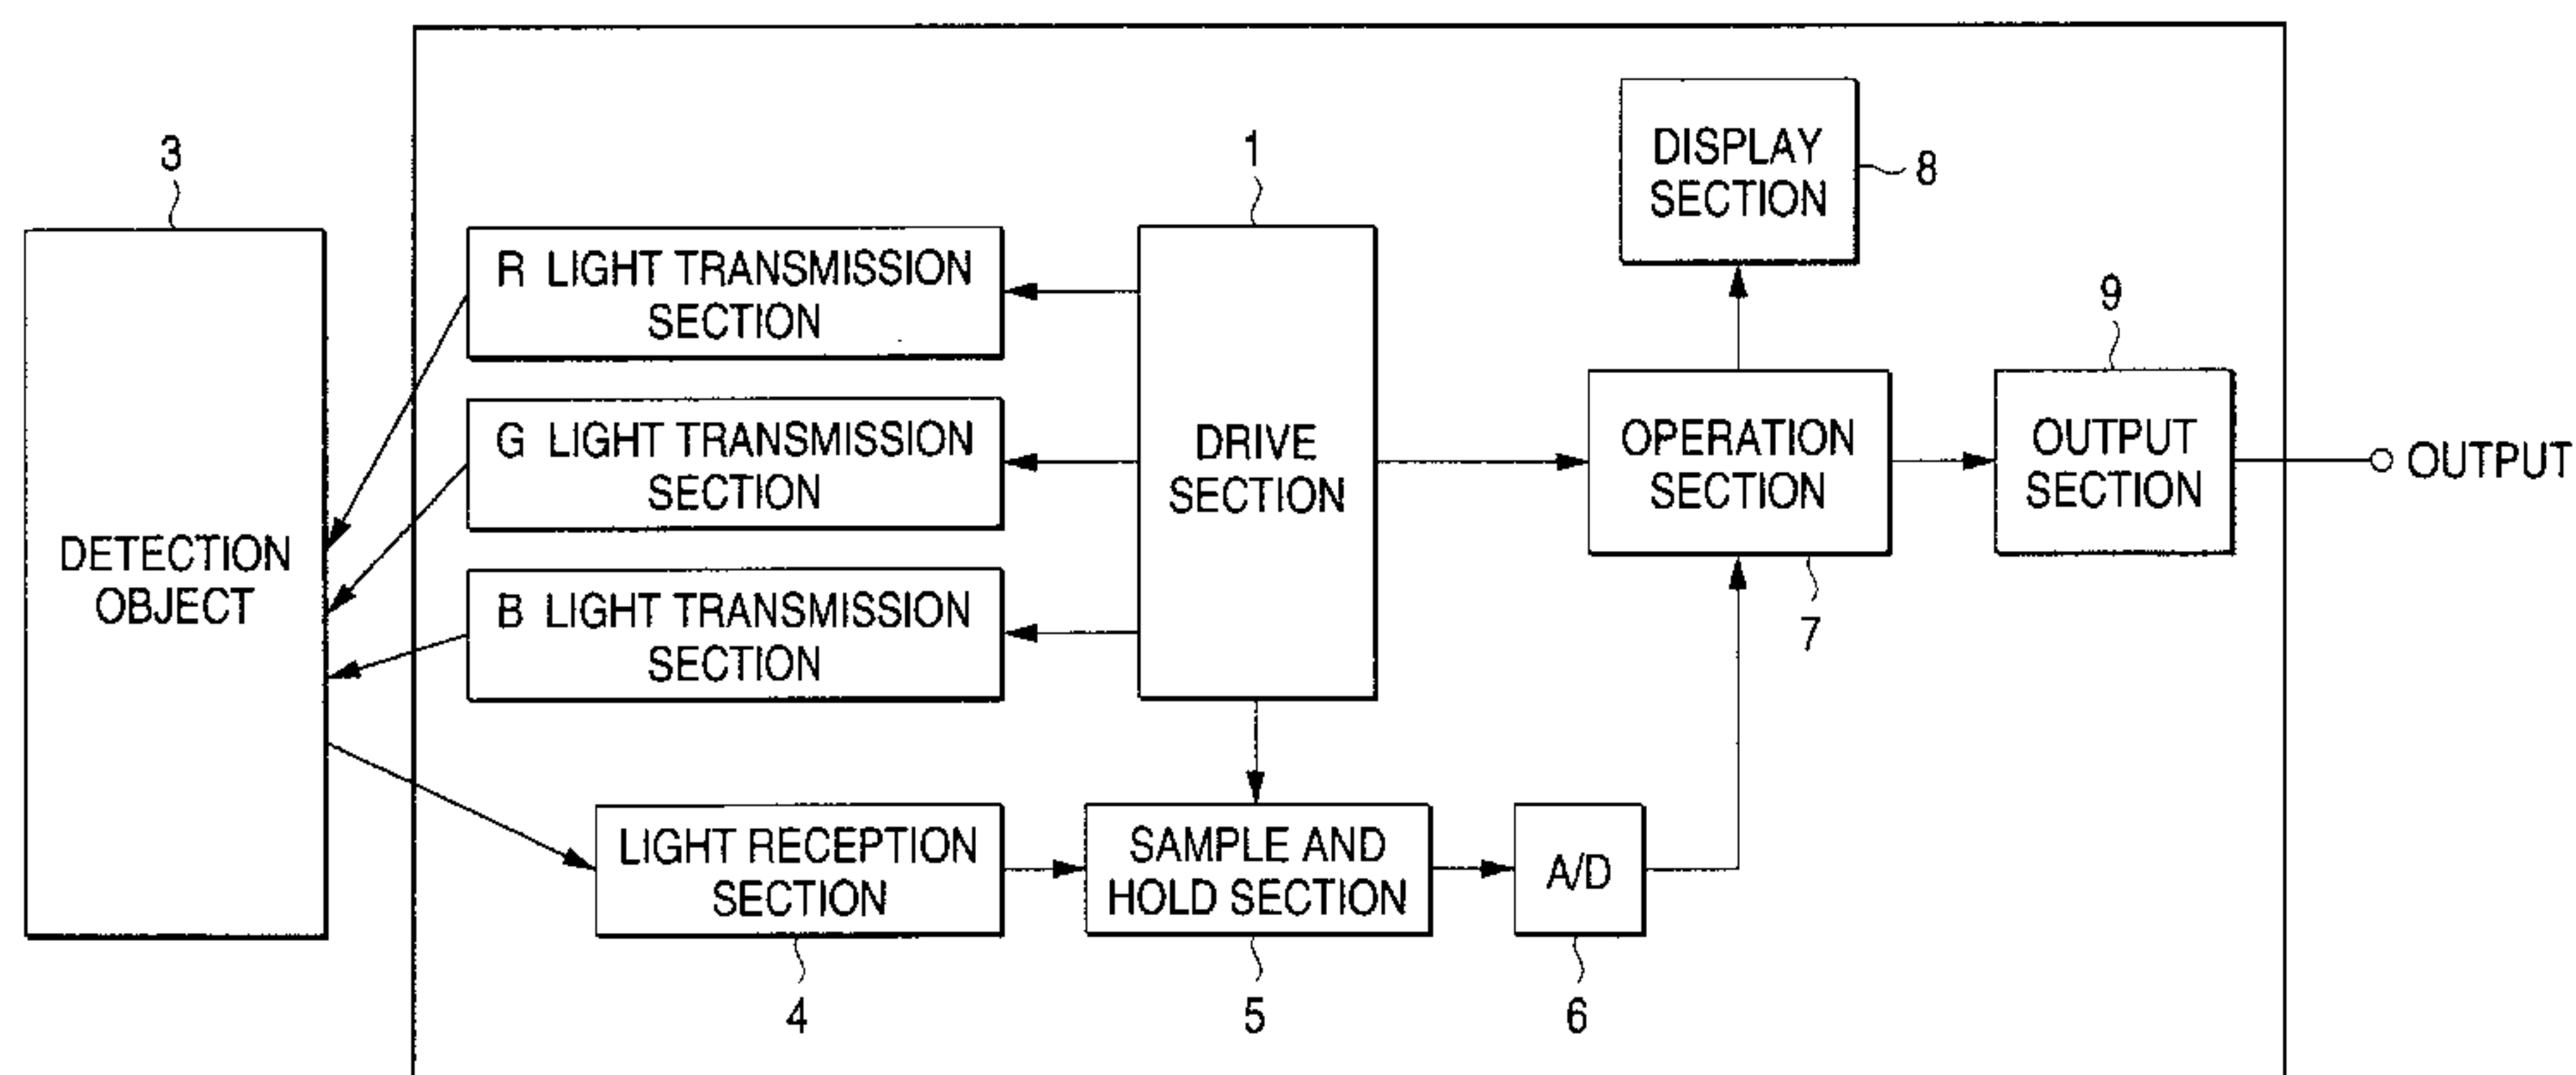 3
DETECTION
OBJECT
R LIGHT TRANSMISSION
SECTION
G LIGHT TRANSMISSION
SECTION
B LIGHT TRANSMISSION
SECTION
1
DRIVE
SECTION
DISPLAY
SECTION
8
OPERATION
SECTION
7
9
OUTPUT
SECTION
OUTPUT
LIGHT RECEPTION
SECTION
4
SAMPLE AND
HOLD SECTION
5
A/D
6